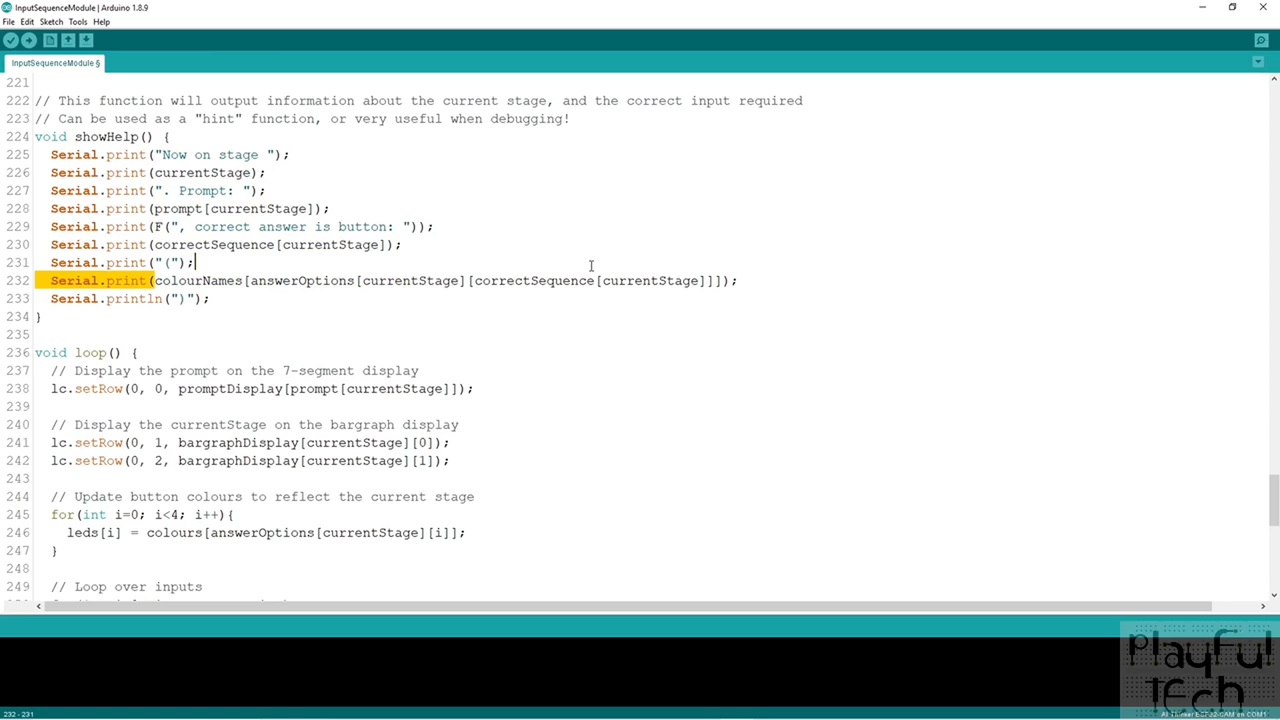 InputSequenceModule | Arduino 1.8.9
File Edit Sketch Tools Help
InputSequenceModule §
221
222 // This function will output information about the current stage, and the correct input required
223 // Can be used as a "hint" function, or very useful when debugging!
224 void showHelp() {
225 Serial.print("Now on stage ");
226 Serial.print(currentStage);
227 Serial.print(". Prompt: ");
228 Serial.print(prompt[currentStage]);
229 Serial.print(F(", correct answer is button: "));
230 Serial.print(correctSequence[currentStage]);
231 Serial.print("(");
232 Serial.print(colourNames[answerOptions[currentStage][correctSequence[currentStage]]]);
233 Serial.println(")");
234 }
235
236 void loop() {
237 // Display the prompt on the 7-segment display
238 lc.setRow(0, 0, promptDisplay[prompt[currentStage]]);
239
240 // Display the currentStage on the bargraph display
241 lc.setRow(0, 1, bargraphDisplay[currentStage][0]);
242 lc.setRow(0, 2, bargraphDisplay[currentStage][1]);
243
244 // Update button colours to reflect the current stage
245 for(int i=0; i<4; i++){
246 leds[i] = colours[answerOptions[currentStage][i]];
247 }
248
249 // Loop over inputs
PlayFul
tEch
232 - 231
AI Thinker ESP32-CAM on COM1